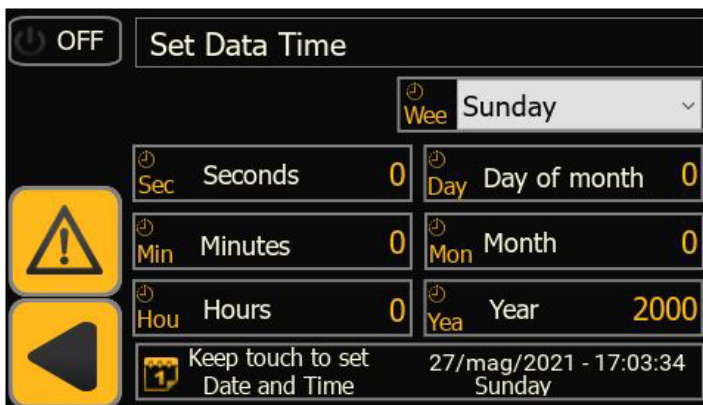 OFF
Set Data Time
Wee Sunday
Sec Seconds 0
Day Day of month 0
Min Minutes 0
Mon Month 0
Hou Hours 0
Yea Year 2000
1
Keep touch to set
Date and Time
27/mag/2021 - 17:03:34
Sunday